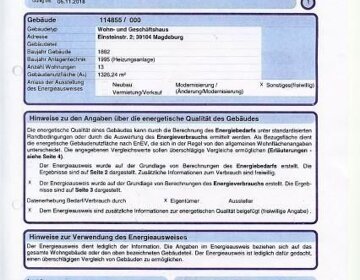 06.11.2018
1
Gebäude 114855 / 000
Gebäudetyp Wohn- und Geschäftshaus
Adresse Einsteinstr. 2, 39104 Magdeburg
Gebäudeteil
Baujahr Gebäude 1892
Baujahr Anlagentechnik 1995 (Heizungsanlage)
Anzahl Wohnungen 13
Gebäudenutzfläche (Aₙ) 1326,24 m²
Anlass der Ausstellung des Energieausweises
Neubau Modernisierung /
X Vermietung/Verkauf (Änderung/Modernisierung) Sonstiges(freiwillig)
Hinweise zu den Angaben über die energetische Qualität des Gebäudes
Die energetische Qualität eines Gebäudes kann durch die Berechnung des Energiebedarfs unter standardisierten
Randbedingungen oder durch die Auswertung des Energieverbrauchs ermittelt werden. Als Bezugsfläche dient
die energetische Gebäudenutzfläche nach EnEV, die sich in der Regel von den allgemeinen Wohnflächenangaben
unterscheidet. Die angegebenen Vergleichswerte sollen überschlägige Vergleiche ermöglichen (Erläuterungen -
siehe Seite 4).
Der Energieausweis wurde auf der Grundlage von Berechnungen des Energiebedarfs erstellt. Die
Ergebnisse sind auf Seite 2 dargestellt. Zusätzliche Informationen zum Verbrauch sind freiwillig.
X Der Energieausweis wurde auf der Grundlage von Auswertungen des Energieverbrauchs erstellt. Die Ergeb-
nisse sind auf Seite 3 dargestellt.
Datenerhebung Bedarf/Verbrauch durch X Eigentümer Aussteller
X Dem Energieausweis sind zusätzliche Informationen zur energetischen Qualität beigefügt (freiwillige Angabe).
Hinweise zur Verwendung des Energieausweises
Der Energieausweis dient lediglich der Information. Die Angaben im Energieausweis beziehen sich auf das
gesamte Wohngebäude oder den oben bezeichneten Gebäudeteil. Der Energieausweis ist lediglich dafür gedacht,
einen überschlägigen Vergleich von Gebäuden zu ermöglichen.